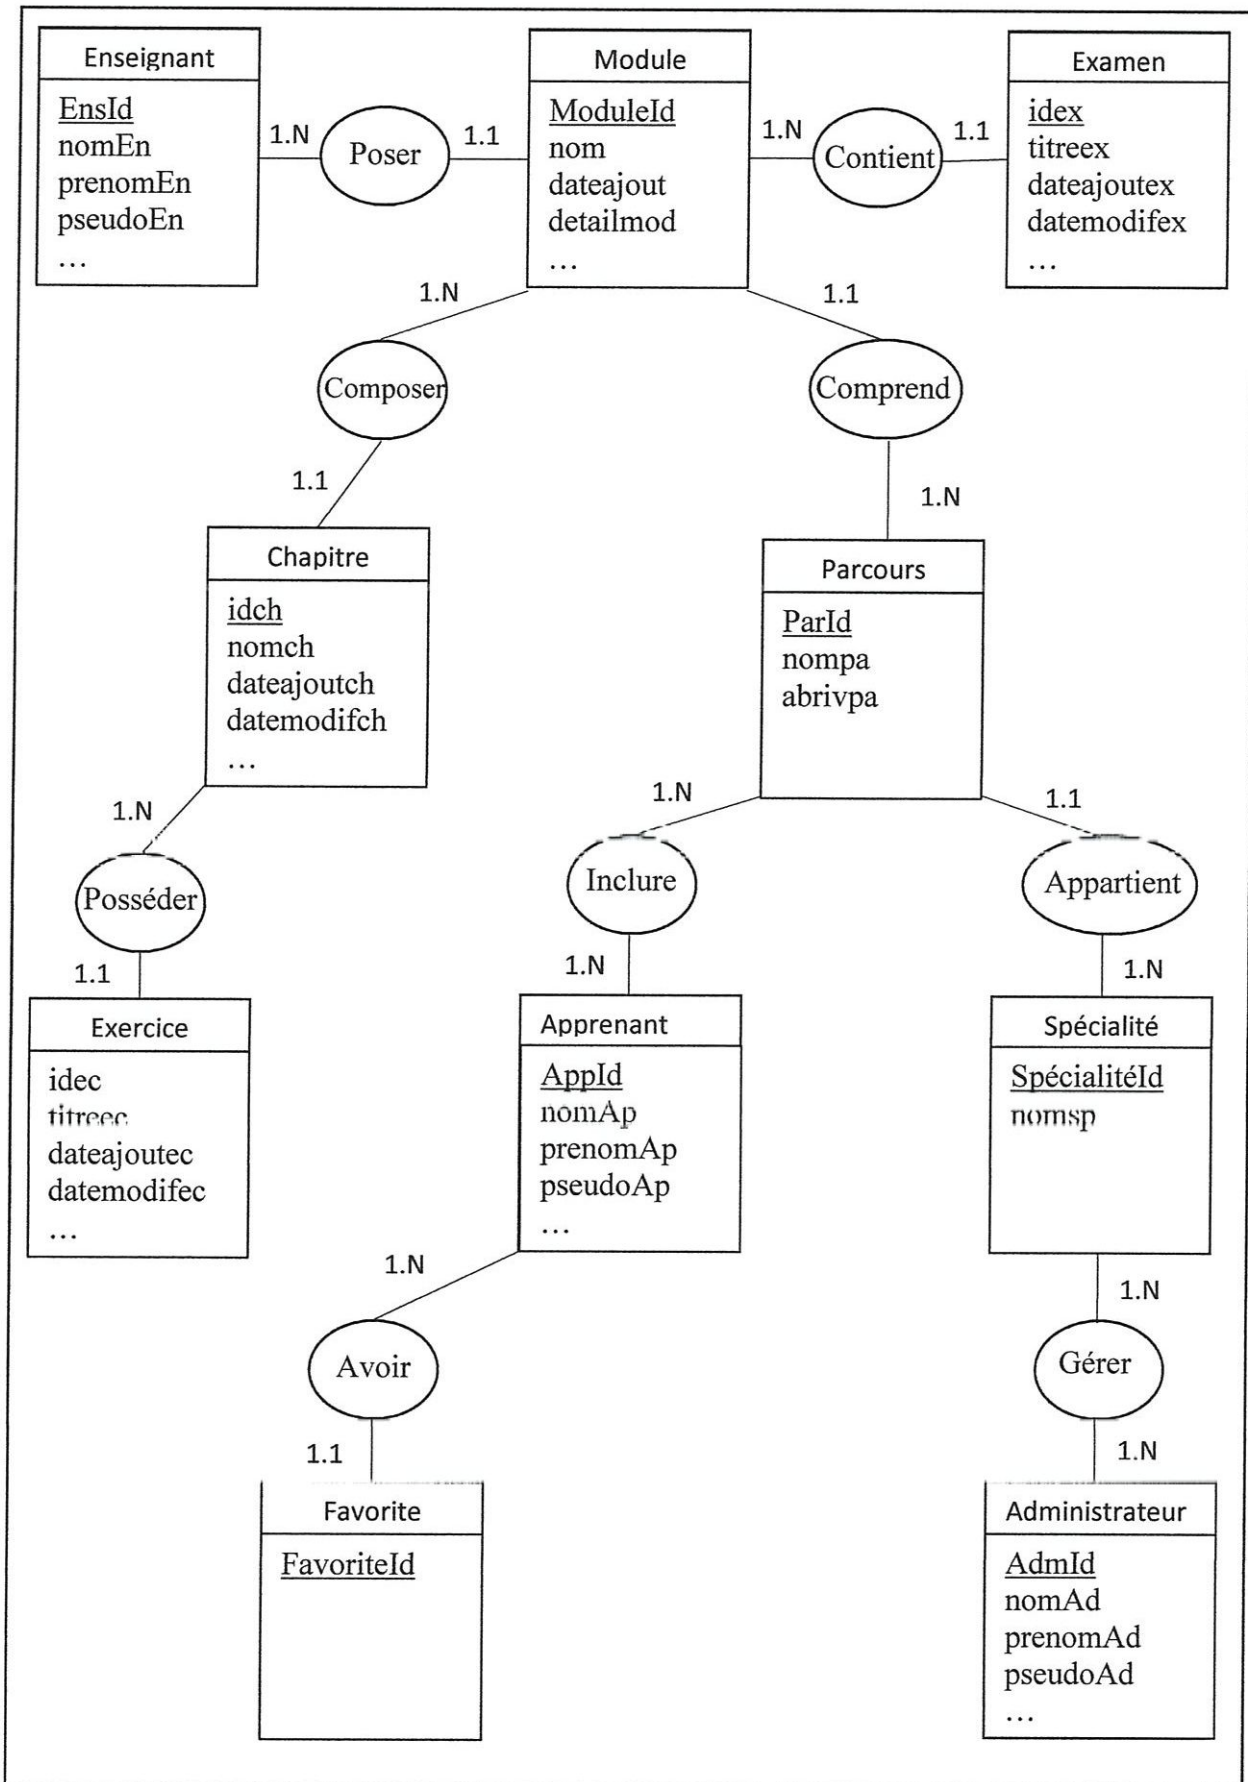 Enseignant
EnsId
nomEn
prenomEn
pseudoEn
...
1.N
Poser
1.1
Module
ModuleId
nom
dateajout
detailmod
...
1.N
Contient
1.1
Examen
idex
titreex
dateajoutex
datemodifex
...
1.N
Composer
1.1
1.1
Comprend
1.N
Chapitre
idch
nomch
dateajoutch
datemodifch
...
Parcours
ParId
nompa
abrivpa
1.N
Posséder
1.1
1.N
Inclure
1.N
1.1
Appartient
1.N
Exercice
idec
titreec
dateajoutec
datemodifec
...
Apprenant
AppId
nomAp
prenomAp
pseudoAp
...
Spécialité
SpécialitéId
nomsp
1.N
Avoir
1.1
1.N
Gérer
1.N
Favorite
FavoriteId
Administrateur
AdmId
nomAd
prenomAd
pseudoAd
...